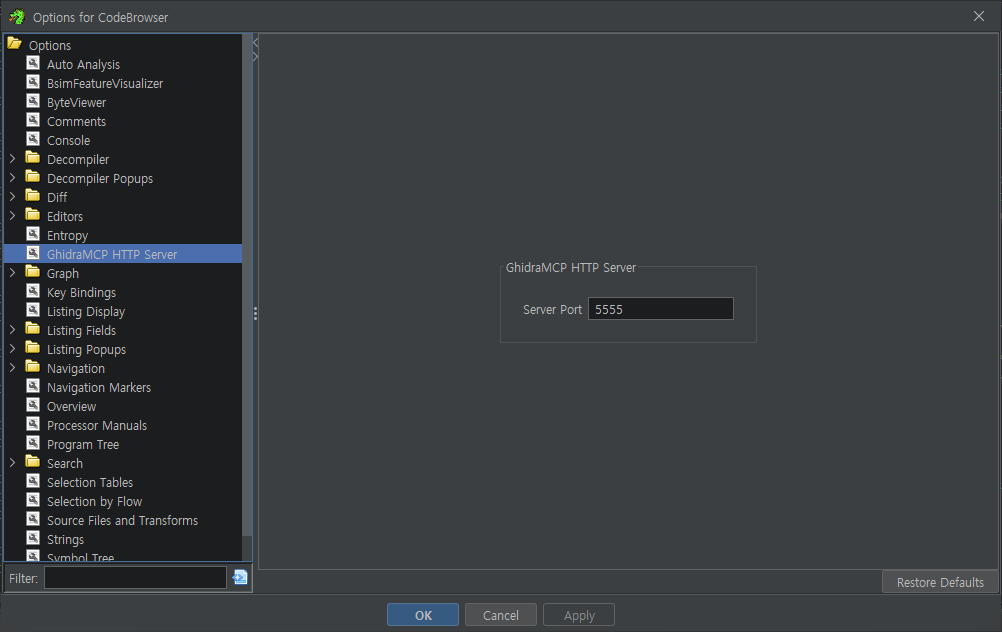 Options for CodeBrowser
Options
Auto Analysis
BsimFeatureVisualizer
ByteViewer
Comments
Console
Decompiler
Decompiler Popups
Diff
Editors
Entropy
GhidraMCP HTTP Server
Graph
Key Bindings
Listing Display
Listing Fields
Listing Popups
Navigation
Navigation Markers
Overview
Processor Manuals
Program Tree
Search
Selection Tables
Selection by Flow
Source Files and Transforms
Strings
Symbol Tree
Filter:
GhidraMCP HTTP Server
Server Port 5555
Restore Defaults
OK Cancel Apply